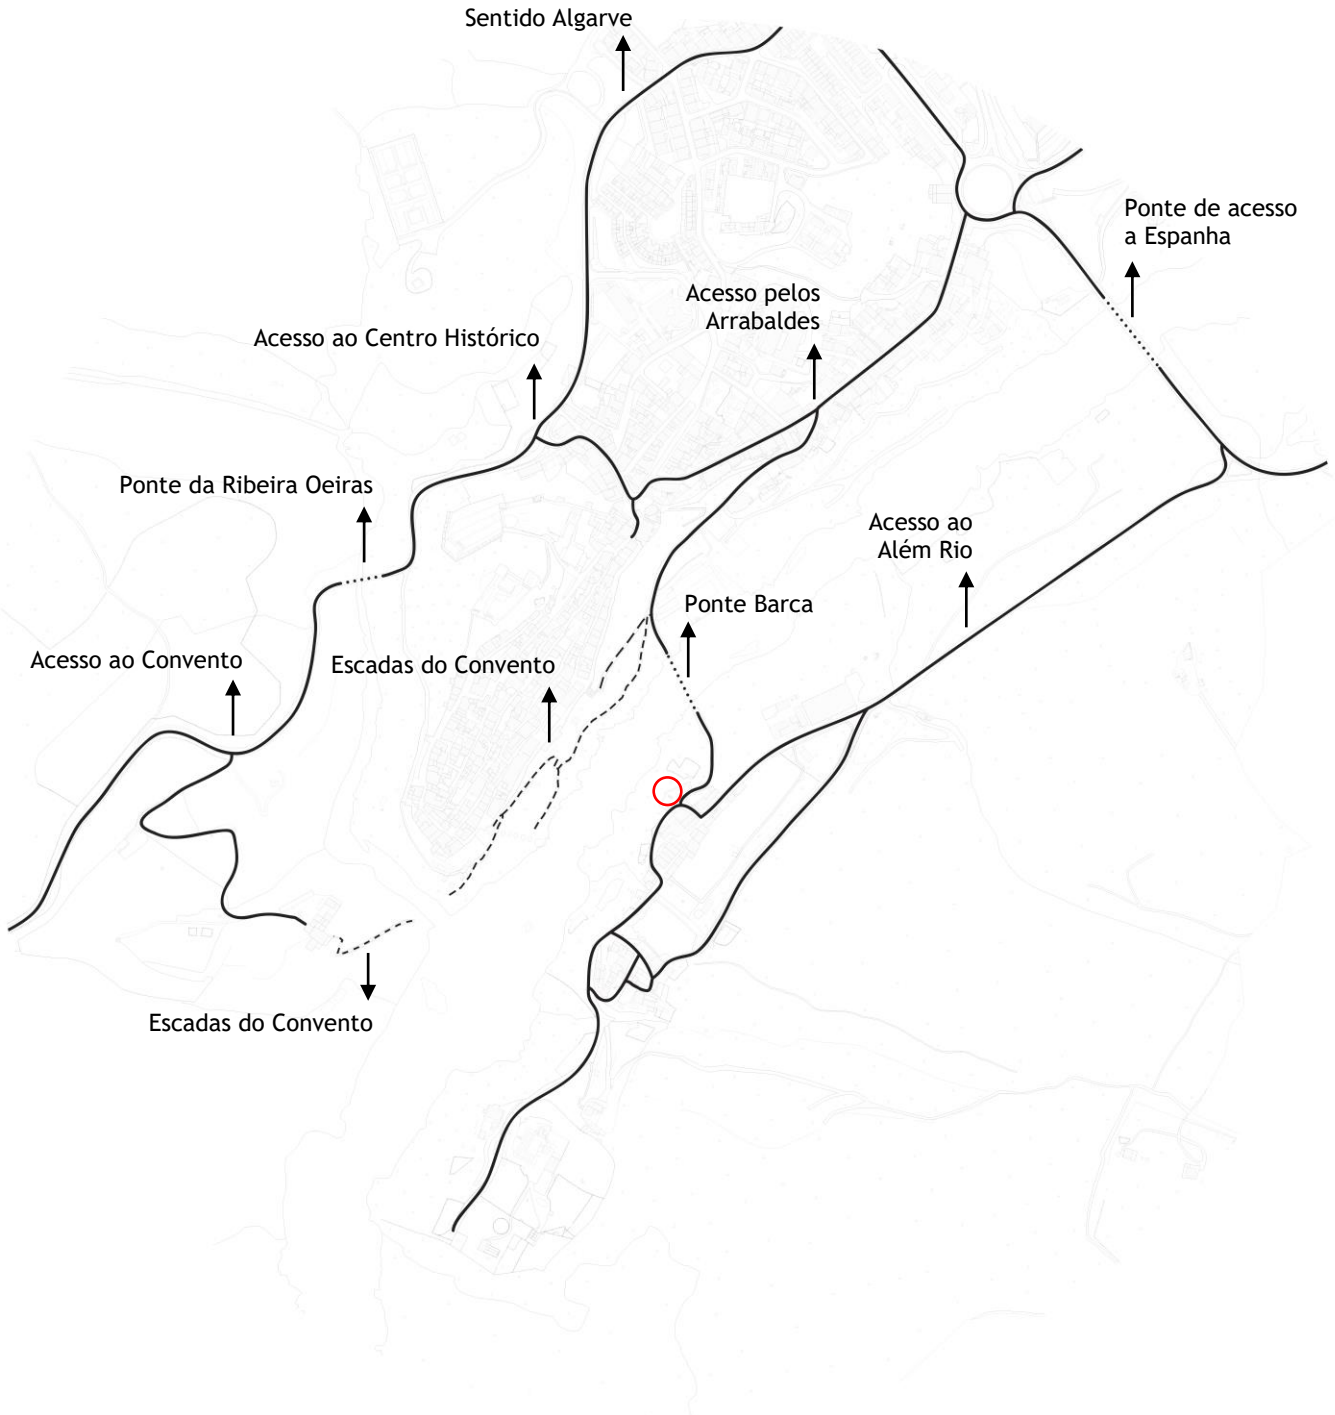 Sentido Algarve
Ponte de acesso
a Espanha
Acesso pelos
Arrabaldes
Acesso ao Centro Histórico
Ponte da Ribeira Oeiras
Acesso ao
Além Rio
Ponte Barca
Acesso ao Convento
Escadas do Convento
Escadas do Convento